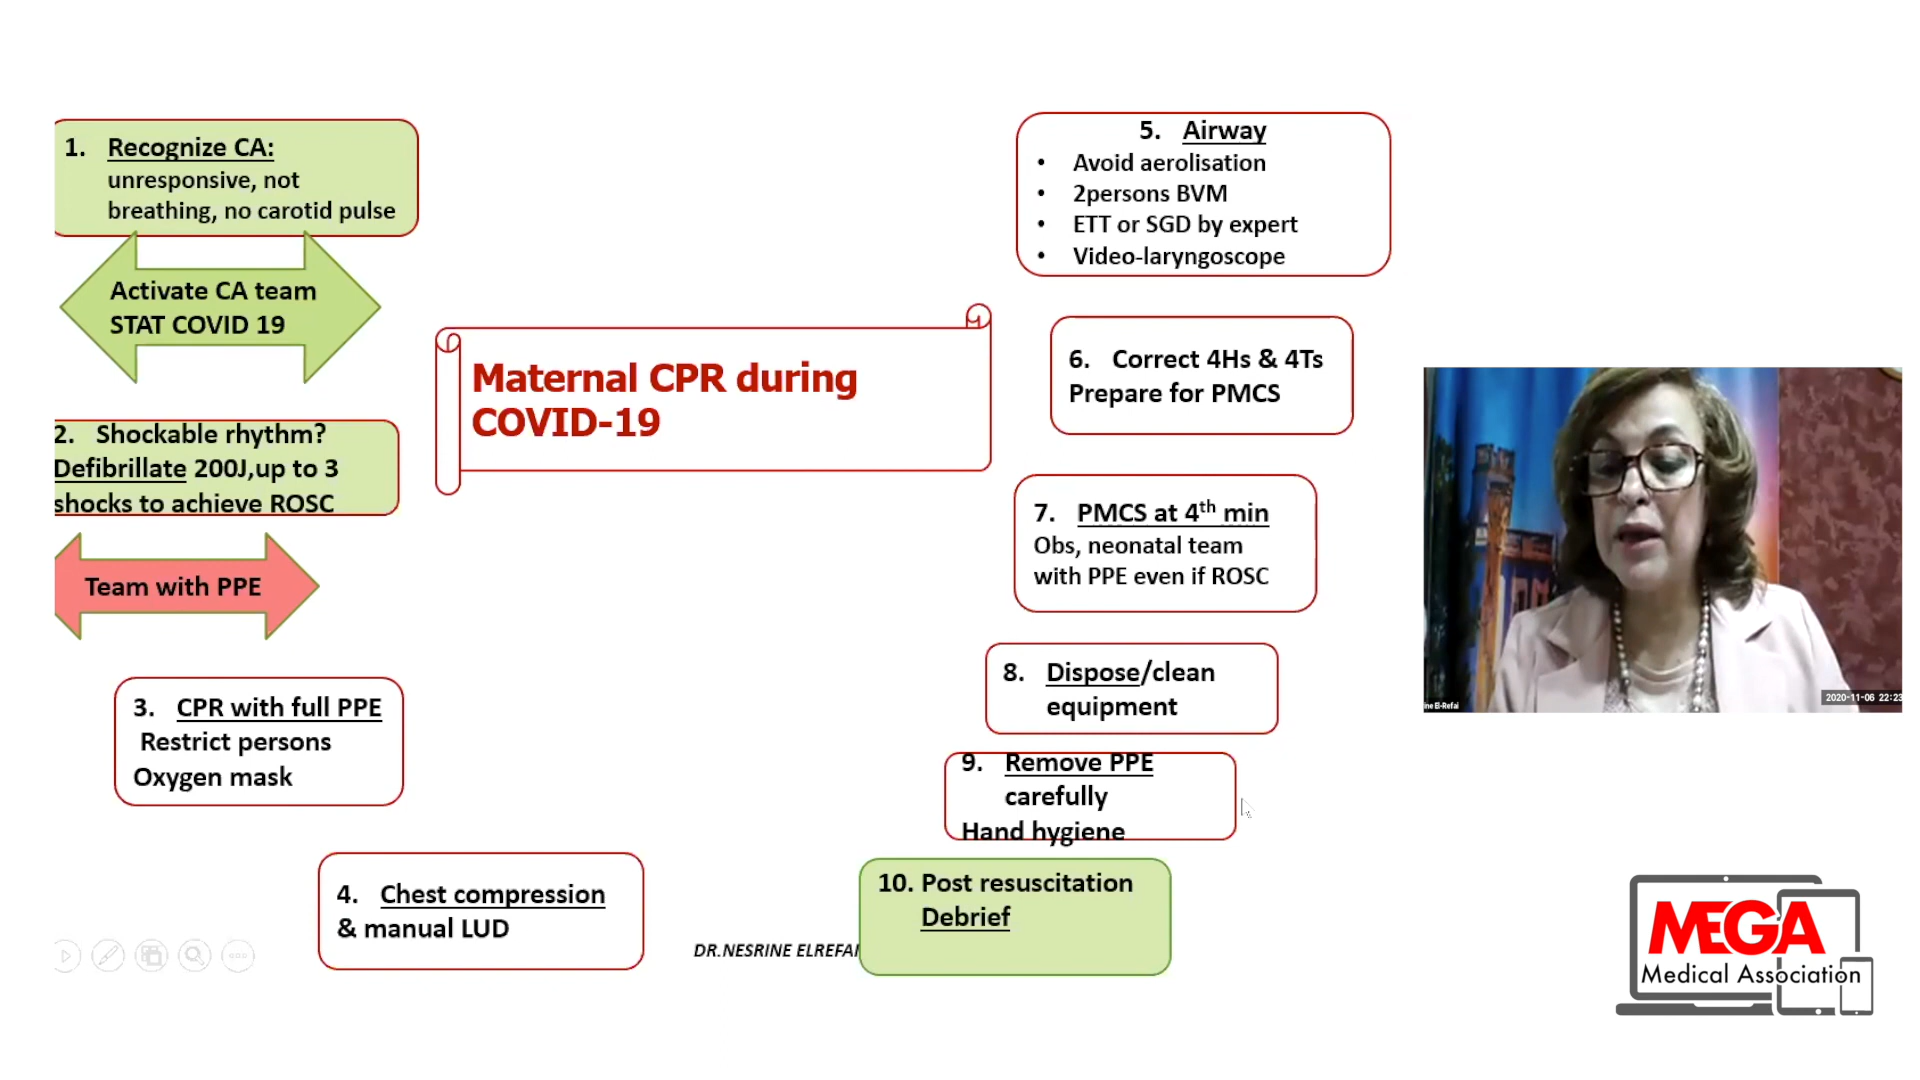 1. Recognize CA:
unresponsive, not
breathing, no carotid pulse
Activate CA team
STAT COVID 19
2. Shockable rhythm?
Defibrillate 200J,up to 3
shocks to achieve ROSC
Team with PPE
3. CPR with full PPE
Restrict persons
Oxygen mask
4. Chest compression
& manual LUD
Maternal CPR during
COVID-19
5. Airway
• Avoid aerolisation
• 2persons BVM
• ETT or SGD by expert
• Video-laryngoscope
6. Correct 4Hs & 4Ts
Prepare for PMCS
7. PMCS at 4th min
Obs, neonatal team
with PPE even if ROSC
8. Dispose/clean
equipment
9. Remove PPE
carefully
Hand hygiene
10. Post resuscitation
Debrief
DR.NESRINE ELREFAI
ine El-Refai
2020-11-06 22:23
MEGA
Medical Association